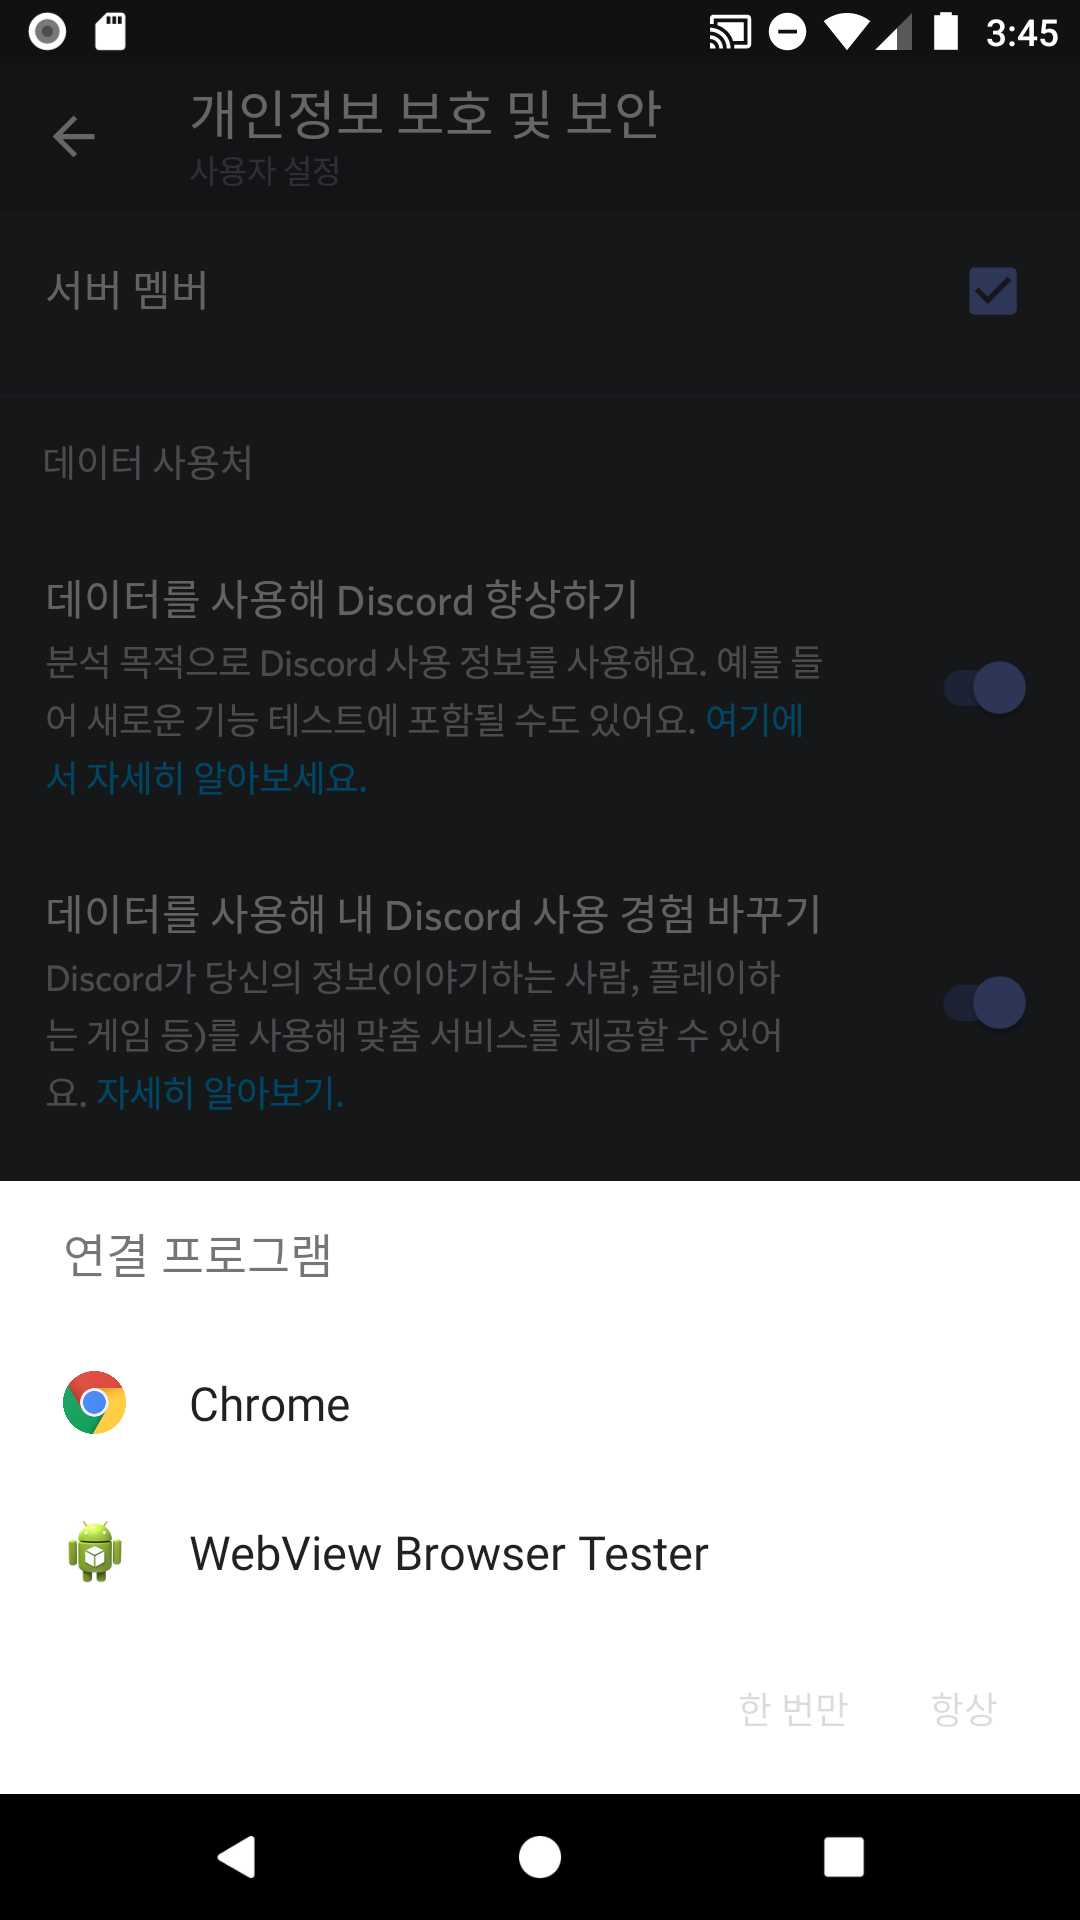 3:45
개인정보 보호 및 보안
사용자 설정
서버 멤버
데이터 사용처
데이터를 사용해 Discord 향상하기
분석 목적으로 Discord 사용 정보를 사용해요. 예를 들
어 새로운 기능 테스트에 포함될 수도 있어요. 여기에
서 자세히 알아보세요.
데이터를 사용해 내 Discord 사용 경험 바꾸기
Discord가 당신의 정보(이야기하는 사람, 플레이하
는 게임 등)를 사용해 맞춤 서비스를 제공할 수 있어
요. 자세히 알아보기.
연결 프로그램
Chrome
WebView Browser Tester
한 번만
항상